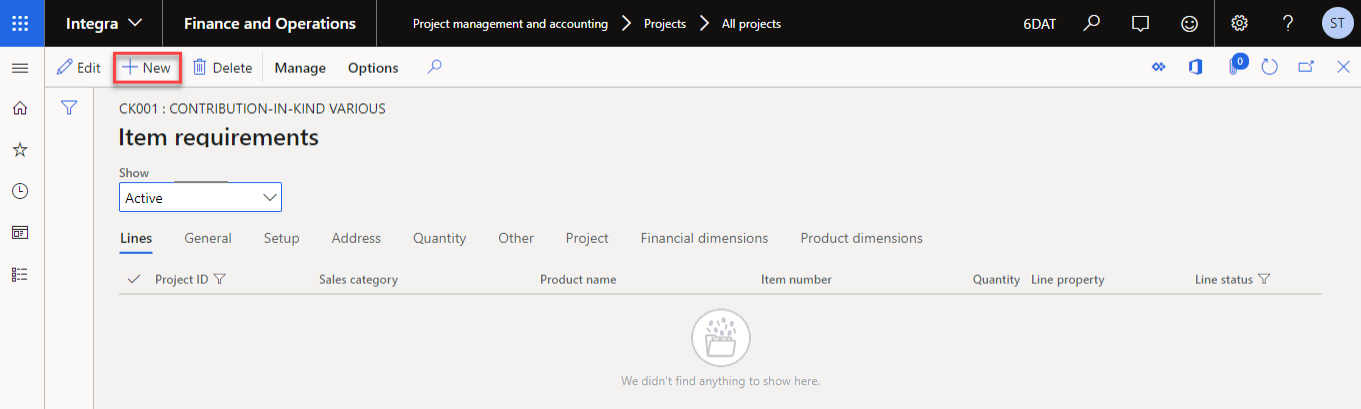 Integra Finance and Operations Project management and accounting Projects All projects 6DAT ? ST
Edit New Delete Manage Options 0
CK001 : CONTRIBUTION-IN-KIND VARIOUS
Item requirements
Show
Active
Lines General Setup Address Quantity Other Project Financial dimensions Product dimensions
Project ID Sales category Product name Item number Quantity Line property Line status
We didn't find anything to show here.